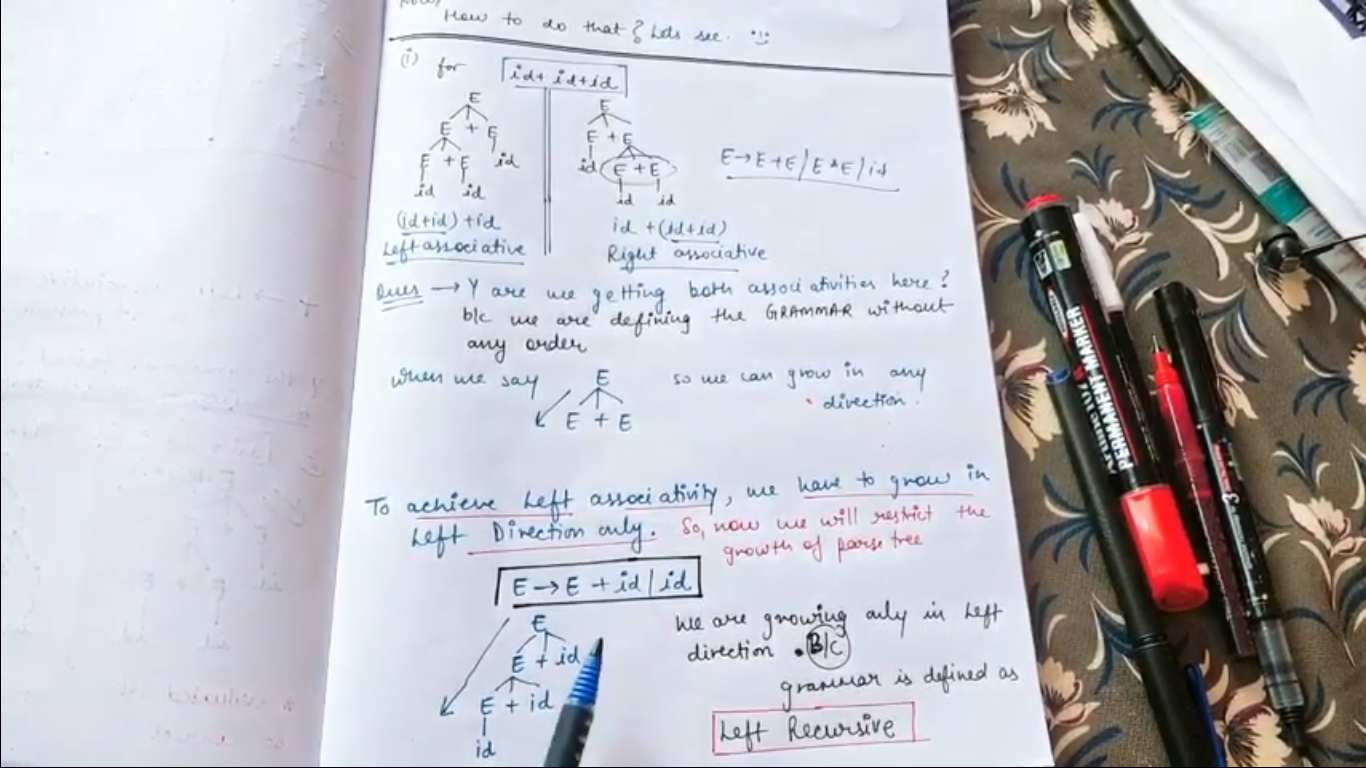 How to do that? Lets see.
(i) for id+id+id
E E
E + E E + E
E + E id id E + E
id id id id
E→E+E/E*E/id
(id+id)+id id+(id+id)
Left associative Right associative
Ques → Y are we getting both associativities here?
b/c we are defining the GRAMMAR without
any order
when we say E so we can grow in any
E + E direction.
To achieve Left associativity, we have to grow in
Left Direction only. So, now we will restrict the
growth of parse tree
E → E + id | id
E
E + id
E + id
id
We are growing only in Left
direction. B/C
grammar is defined as
Left Recursive
PERMANENT MARKER